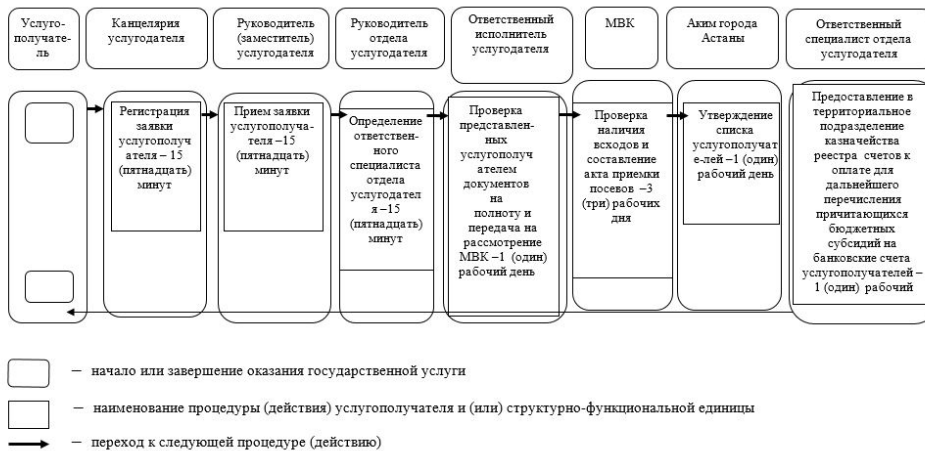 Услуго-
получате-
ль
Канцелярия
услугодателя
Руководитель
(заместитель)
услугодателя
Руководитель
отдела
услугодателя
Ответственный
исполнитель
услугодателя
МВК
Аким города
Астаны
Ответственный
специалист отдела
услугодателя
Регистрация
заявки
услугополуч
ателя – 15
(пятнадцать)
минут
Прием заявки
услугополуча-
теля –15
(пятнадцать)
минут
Определение
ответствен-
ного
специалиста
отдела
услугодател
я –15
(пятнадцать)
минут
Проверка
представлен-
ных
услугополуч
ателем
документов
на
полноту и
передача на
рассмотрение
МВК –1 (один)
рабочий день
Проверка
наличия
всходов и
составление
акта приемки
посевов –3
(три) рабочих
дня
Утверждение
списка
услугополучат
е-лей –1 (один)
рабочий день
Предоставление в
территориальное
подразделение
казначейства
реестра счетов к
оплате для
дальнейшего
перечисления
причитающихся
бюджетных
субсидий на
банковские счета
услугополучателей –
1 (один) рабочий
– начало или завершение оказания государственной услуги
– наименование процедуры (действия) услугополучателя и (или) структурно-функциональной единицы
– переход к следующей процедуре (действию)